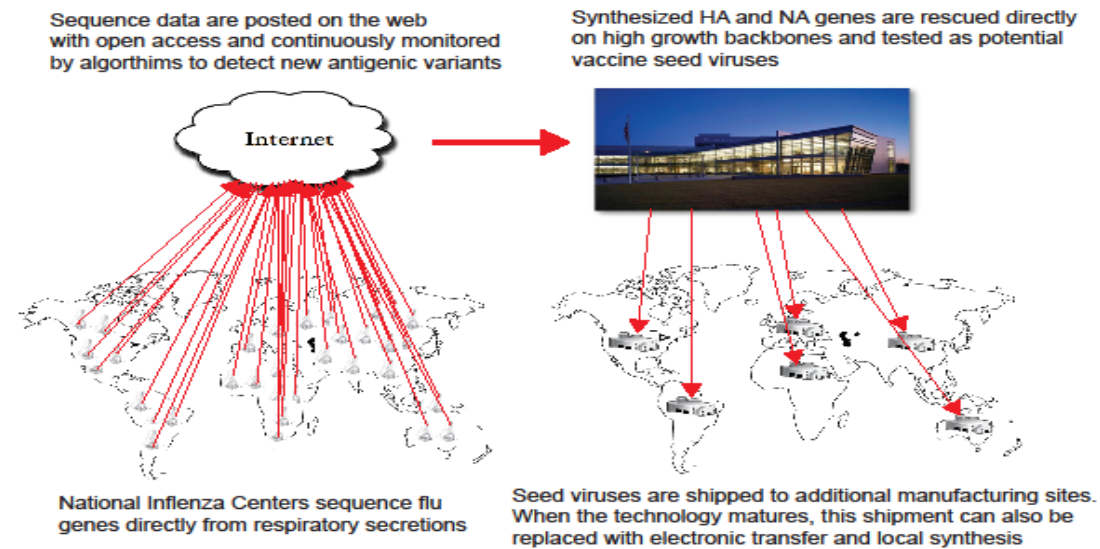 Sequence data are posted on the web
with open access and continuously monitored
by algorthims to detect new antigenic variants
Synthesized HA and NA genes are rescued directly
on high growth backbones and tested as potential
vaccine seed viruses
Internet
National Inflenza Centers sequence flu
genes directly from respiratory secretions
Seed viruses are shipped to additional manufacturing sites.
When the technology matures, this shipment can also be
replaced with electronic transfer and local synthesis